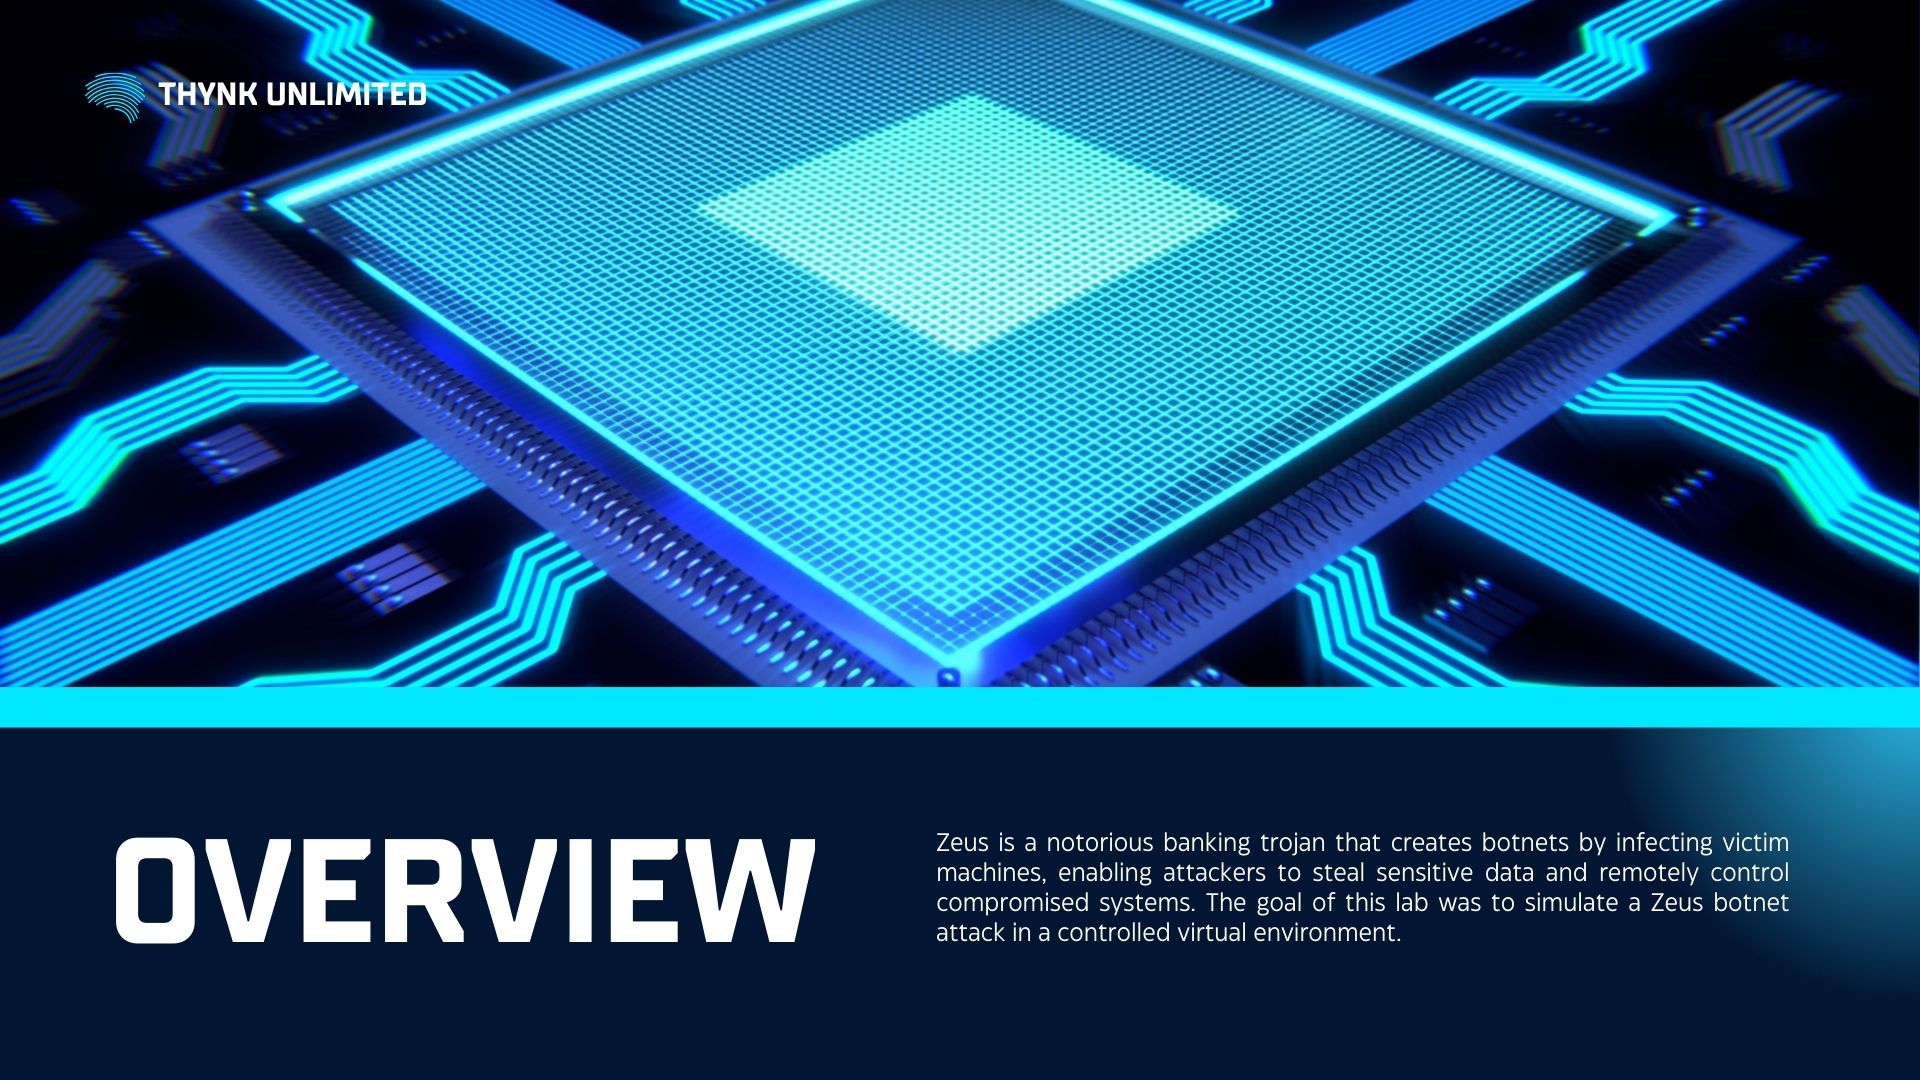 THYNK UNLIMITED
OVERVIEW
Zeus is a notorious banking trojan that creates botnets by infecting victim
machines, enabling attackers to steal sensitive data and remotely control
compromised systems. The goal of this lab was to simulate a Zeus botnet
attack in a controlled virtual environment.